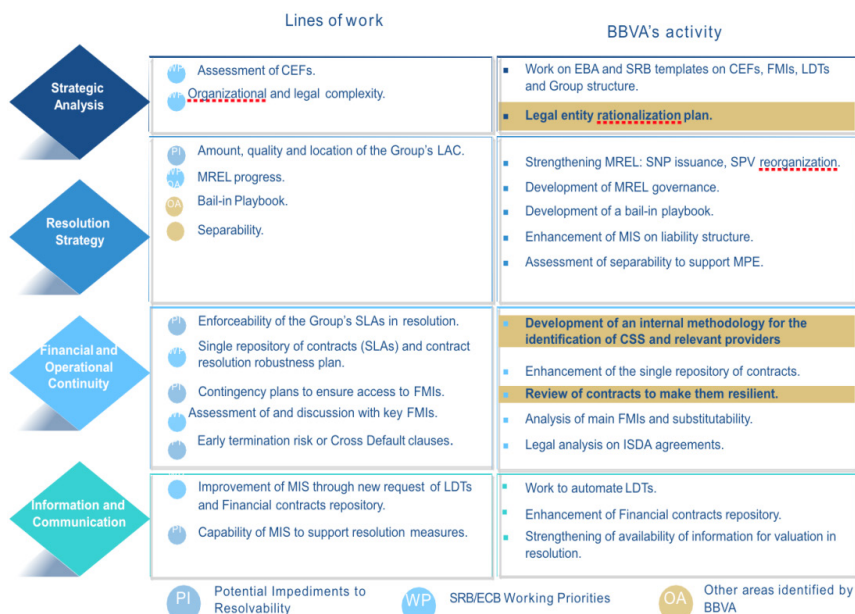 Lines of work
BBVA's activity
Strategic
Analysis
WP
Assessment of CEFs.
WP
Organizational and legal complexity.
Work on EBA and SRB templates on CEFs, FMIs, LDTs
and Group structure.
Legal entity rationalization plan.
Resolution
Strategy
PI
Amount, quality and location of the Group's LAC.
WP
MREL progress.
OA
OA
Bail-in Playbook.
Separability.
Strengthening MREL: SNP issuance, SPV reorganization.
Development of MREL governance.
Development of a bail-in playbook.
Enhancement of MIS on liability structure.
Assessment of separability to support MPE.
Financial and
Operational
Continuity
PI
Enforceability of the Group's SLAs in resolution.
WP
Single repository of contracts (SLAs) and contract
resolution robustness plan.
PI
Contingency plans to ensure access to FMIs.
WP
Assessment of and discussion with key FMIs.
PI
Early termination risk or Cross Default clauses.
Development of an internal methodology for the
identification of CSS and relevant providers
Enhancement of the single repository of contracts.
Review of contracts to make them resilient.
Analysis of main FMIs and substitutability.
Legal analysis on ISDA agreements.
Information and
Communication
Improvement of MIS through new request of LDTs
and Financial contracts repository.
PI
Capability of MIS to support resolution measures.
Work to automate LDTs.
Enhancement of Financial contracts repository.
Strengthening of availability of information for valuation in
resolution.
PI
Potential Impediments to
Resolvability
WP
SRB/ECB Working Priorities
OA
Other areas identified by
BBVA